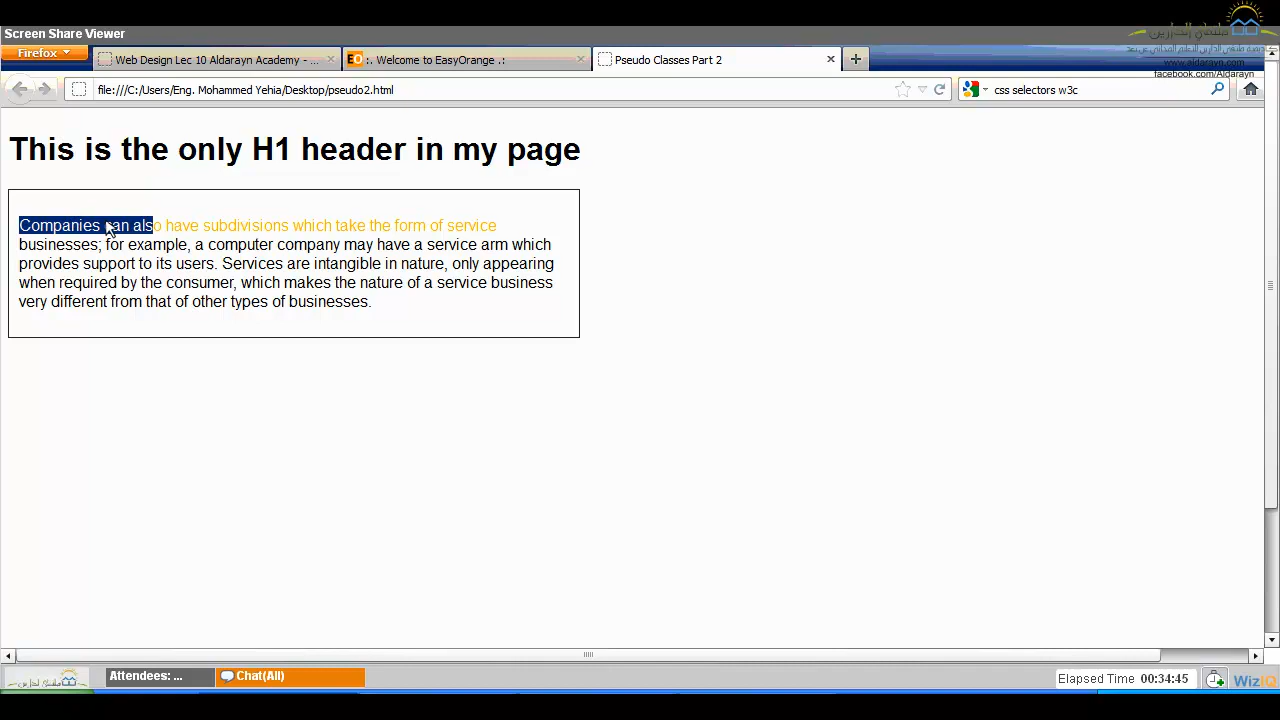 Screen Share Viewer
Firefox
Web Design Lec 10 Aldarayn Academy - ...
EO :. Welcome to EasyOrange .:
Pseudo Classes Part 2
www.aldarayn.com
facebook.com/Aldarayn
file:///C:/Users/Eng. Mohammed Yehia/Desktop/pseudo2.html
css selectors w3c
This is the only H1 header in my page
Companies can also have subdivisions which take the form of service
businesses; for example, a computer company may have a service arm which
provides support to its users. Services are intangible in nature, only appearing
when required by the consumer, which makes the nature of a service business
very different from that of other types of businesses.
Attendees: ...
Chat(All)
Elapsed Time 00:34:45
WizIQ